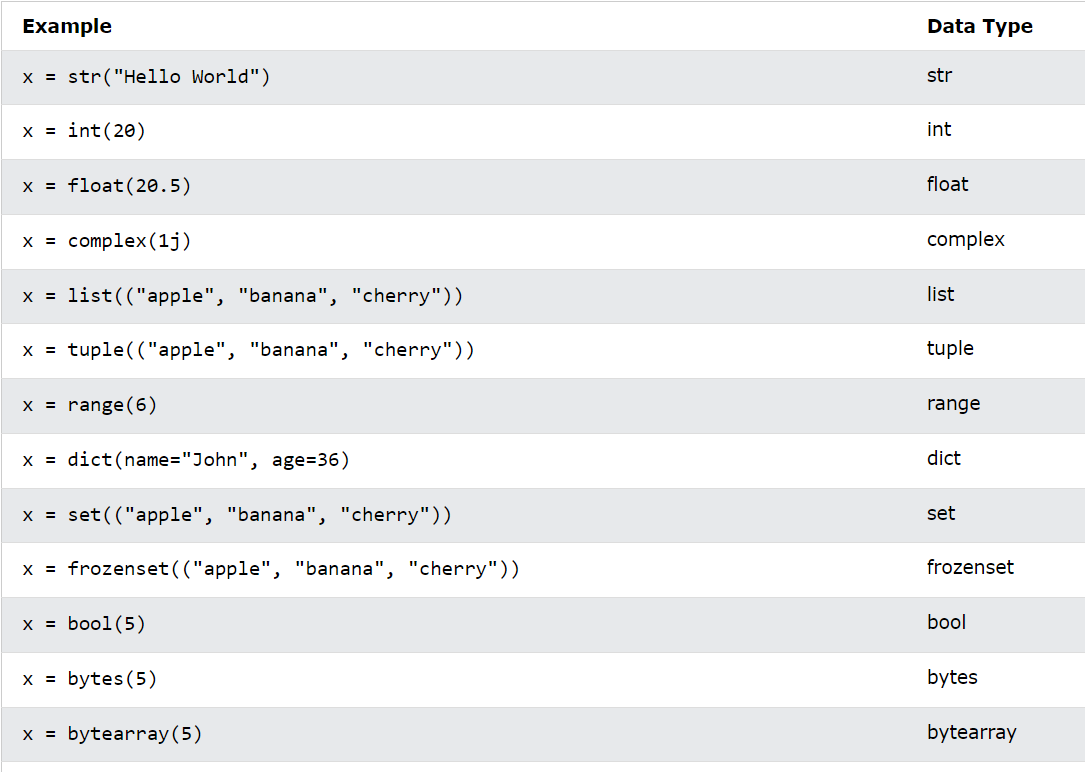 Example Data Type
x = str("Hello World") str
x = int(20) int
x = float(20.5) float
x = complex(1j) complex
x = list(("apple", "banana", "cherry")) list
x = tuple(("apple", "banana", "cherry")) tuple
x = range(6) range
x = dict(name="John", age=36) dict
x = set(("apple", "banana", "cherry")) set
x = frozenset(("apple", "banana", "cherry")) frozenset
x = bool(5) bool
x = bytes(5) bytes
x = bytearray(5) bytearray